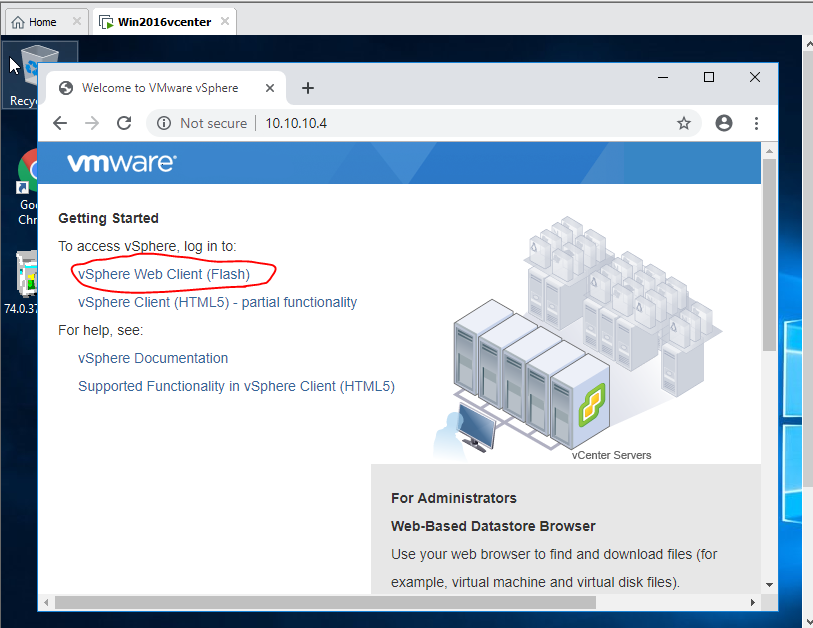 Home
Win2016vcenter
Recyc
Welcome to VMware vSphere
Not secure
10.10.10.4
vmware
Goo
Chr
74.0.37
Getting Started
To access vSphere, log in to:
vSphere Web Client (Flash)
vSphere Client (HTML5) - partial functionality
For help, see:
vSphere Documentation
Supported Functionality in vSphere Client (HTML5)
vCenter Servers
For Administrators
Web-Based Datastore Browser
Use your web browser to find and download files (for
example, virtual machine and virtual disk files).